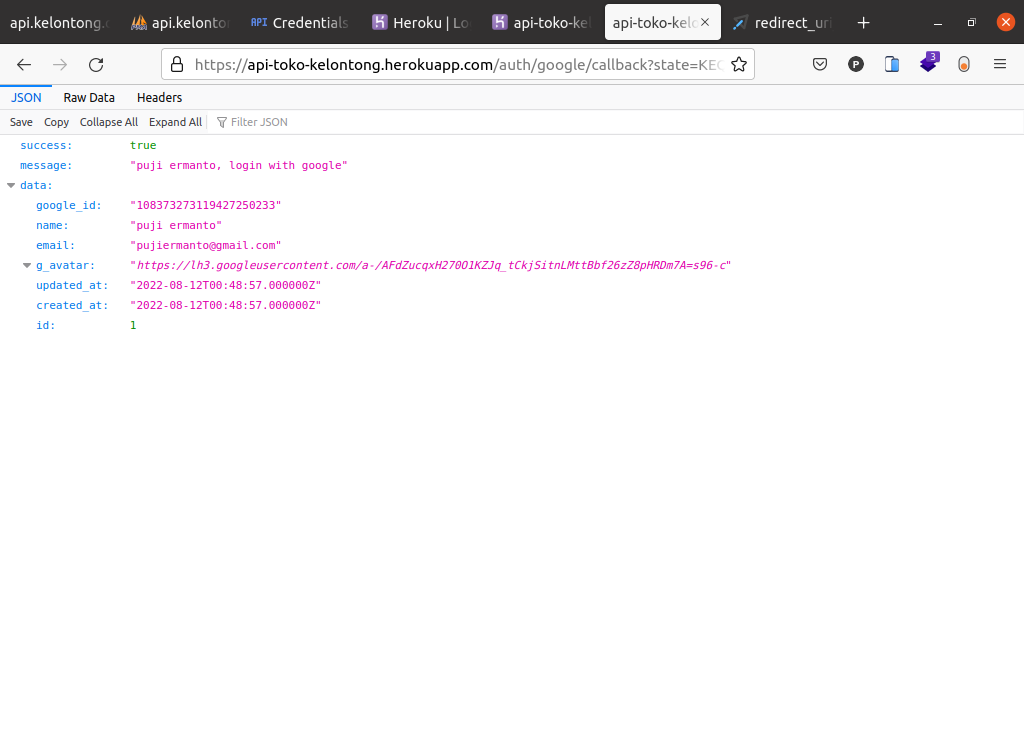 api.kelontong. api.kelonto API Credentials Heroku | Lo api-toko-ke api-toko-kelo redirect_uri
https://api-toko-kelontong.herokuapp.com/auth/google/callback?state=KEC P 3
JSON Raw Data Headers
Save Copy Collapse All Expand All Filter JSON
success: true
message: "puji ermanto, login with google"
data:
google_id: "108373273119427250233"
name: "puji ermanto"
email: "pujiermanto@gmail.com"
g_avatar: "https://lh3.googleusercontent.com/a-/AFdZucqxH270O1KZJq_tCkjSitnLMttBbf26zZ8pHRDm7A=s96-c"
updated_at: "2022-08-12T00:48:57.000000Z"
created_at: "2022-08-12T00:48:57.000000Z"
id: 1